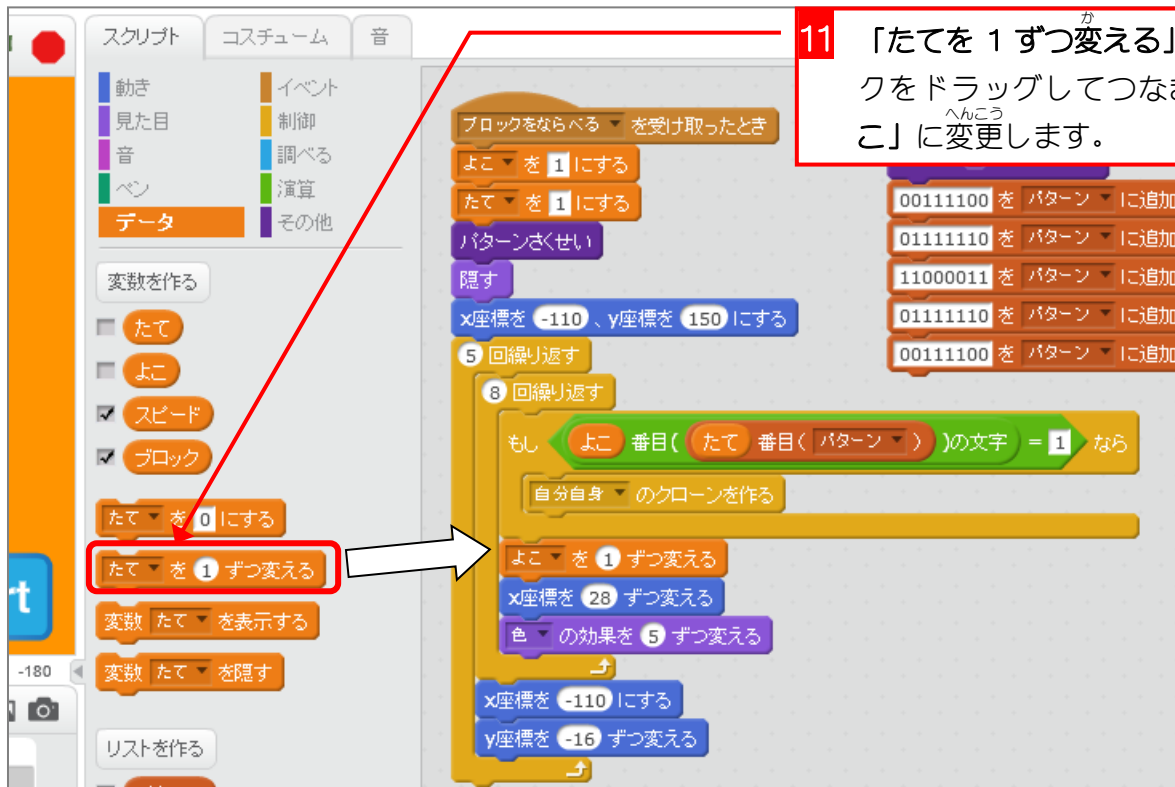 スクリプト
コスチューム
音
11 「たてを 1 ずつ変える」
か
クをドラッグしてつなぎ
へんこう
こ」に変更します。
動き
イベント
見た目
制御
音
調べる
ペン
演算
データ
その他
変数を作る
たて
よこ
スピード
ブロック
たて を 0 にする
たて を 1 ずつ変える
変数 たて を表示する
変数 たて を隠す
リストを作る
rt
-180
ブロックをならべる を受け取ったとき
よこ を 1 にする
たて を 1 にする
パターンさくせい
隠す
x座標を -110 、y座標を 150 にする
5 回繰り返す
8 回繰り返す
もし よこ 番目( たて 番目( パターン ) )の文字 = 1 なら
自分自身 のクローンを作る
よこ を 1 ずつ変える
x座標を 28 ずつ変える
色 の効果を 5 ずつ変える
x座標を -110 にする
y座標を -16 ずつ変える
00111100 を パターン に追加
01111110 を パターン に追加
11000011 を パターン に追加
01111110 を パターン に追加
00111100 を パターン に追加